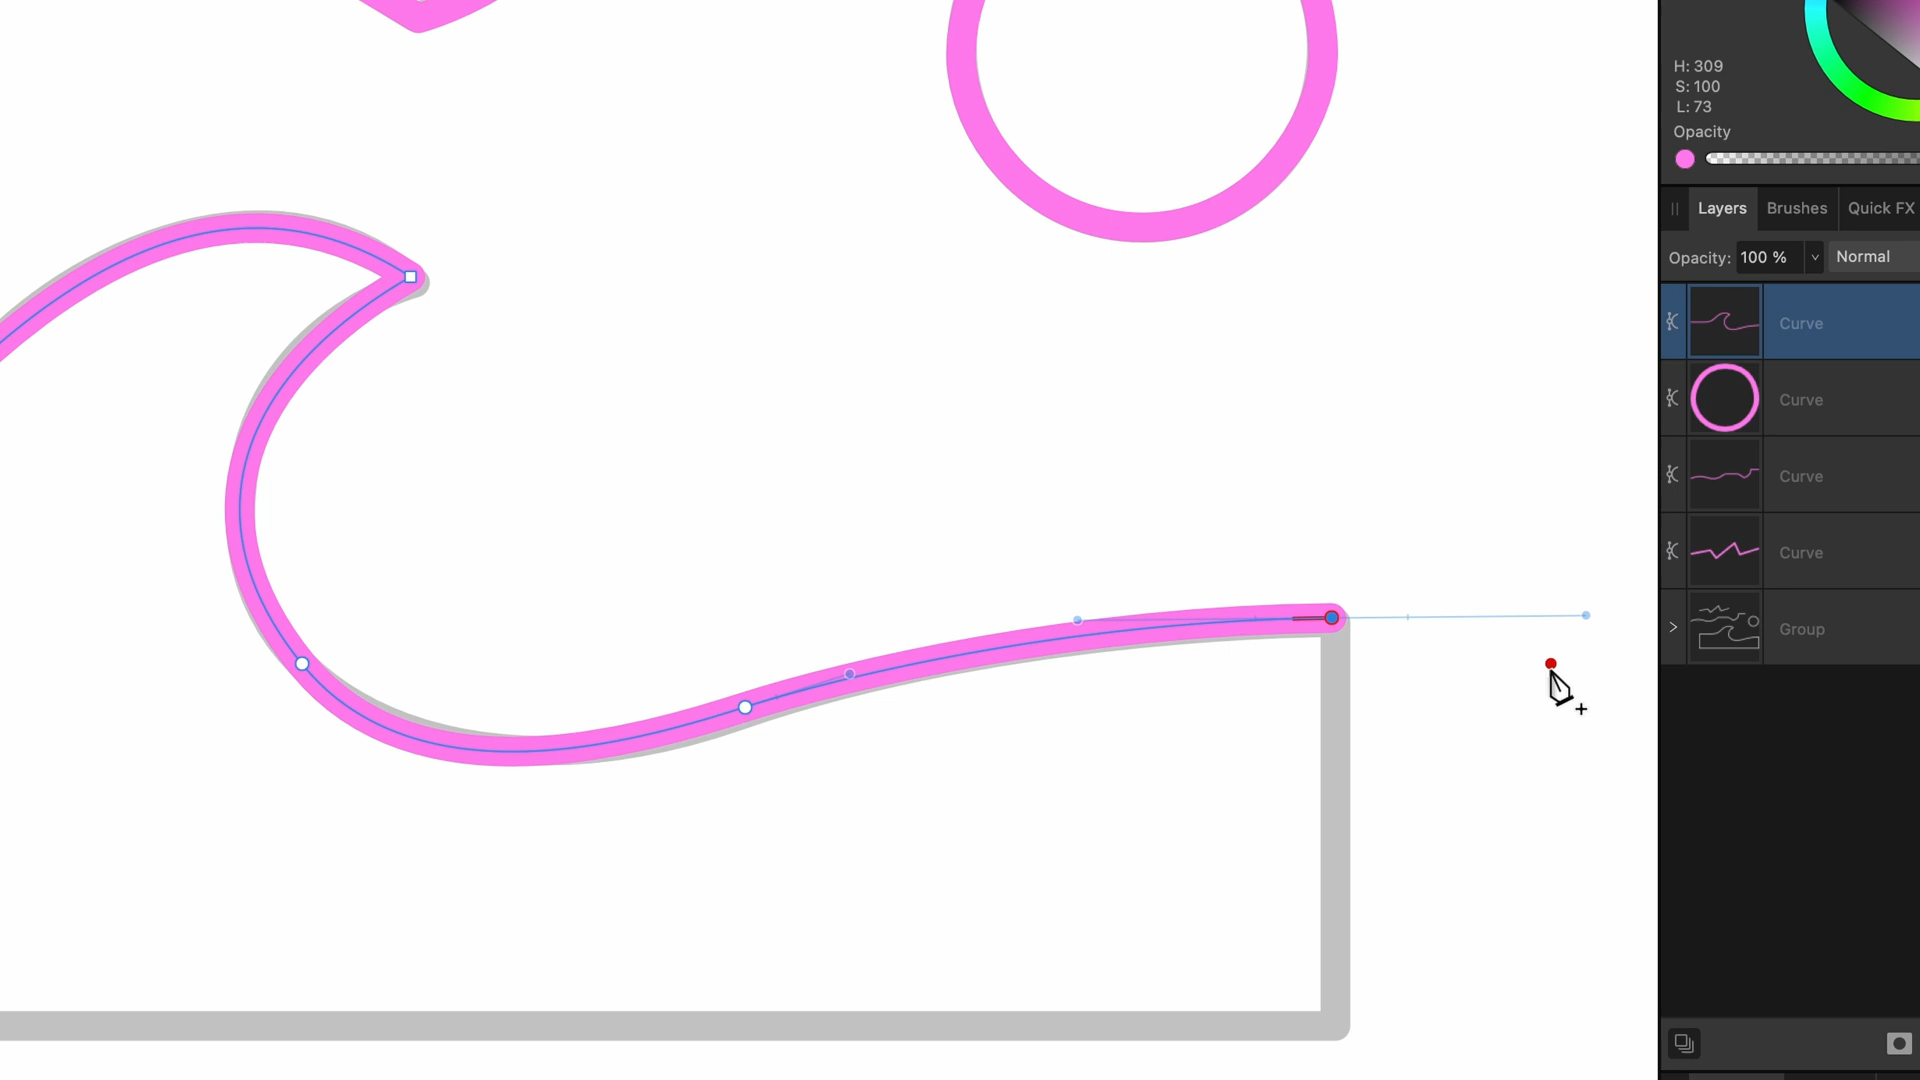 H: 309
S: 100
L: 73
Opacity
Layers Brushes Quick FX
Opacity: 100 % Normal
Curve
Curve
Curve
Curve
Group